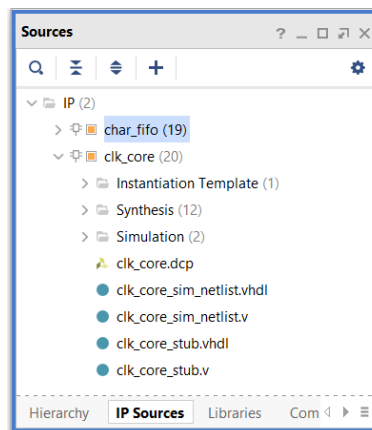 Sources
IP (2)
char_fifo (19)
clk_core (20)
Instantiation Template (1)
Synthesis (12)
Simulation (2)
clk_core.dcp
clk_core_sim_netlist.vhdl
clk_core_sim_netlist.v
clk_core_stub.vhdl
clk_core_stub.v
Hierarchy IP Sources Libraries Com